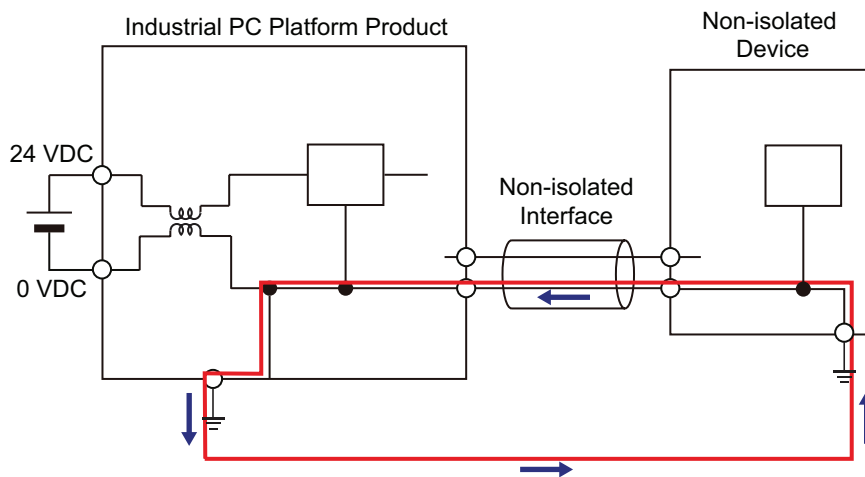 Industrial PC Platform Product
Non-isolated
Device
24 VDC
Non-isolated
Interface
0 VDC